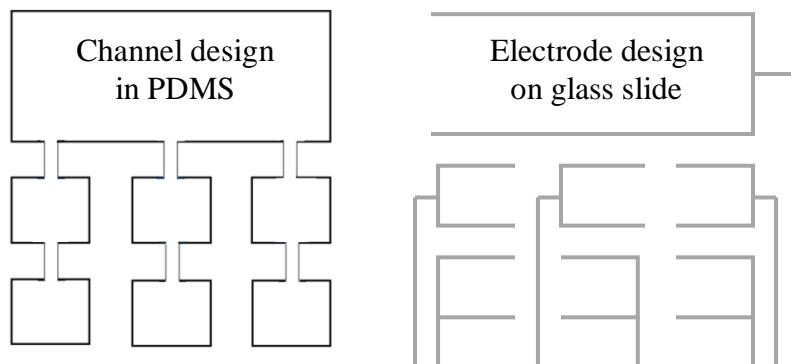 Channel design
in PDMS
Electrode design
on glass slide